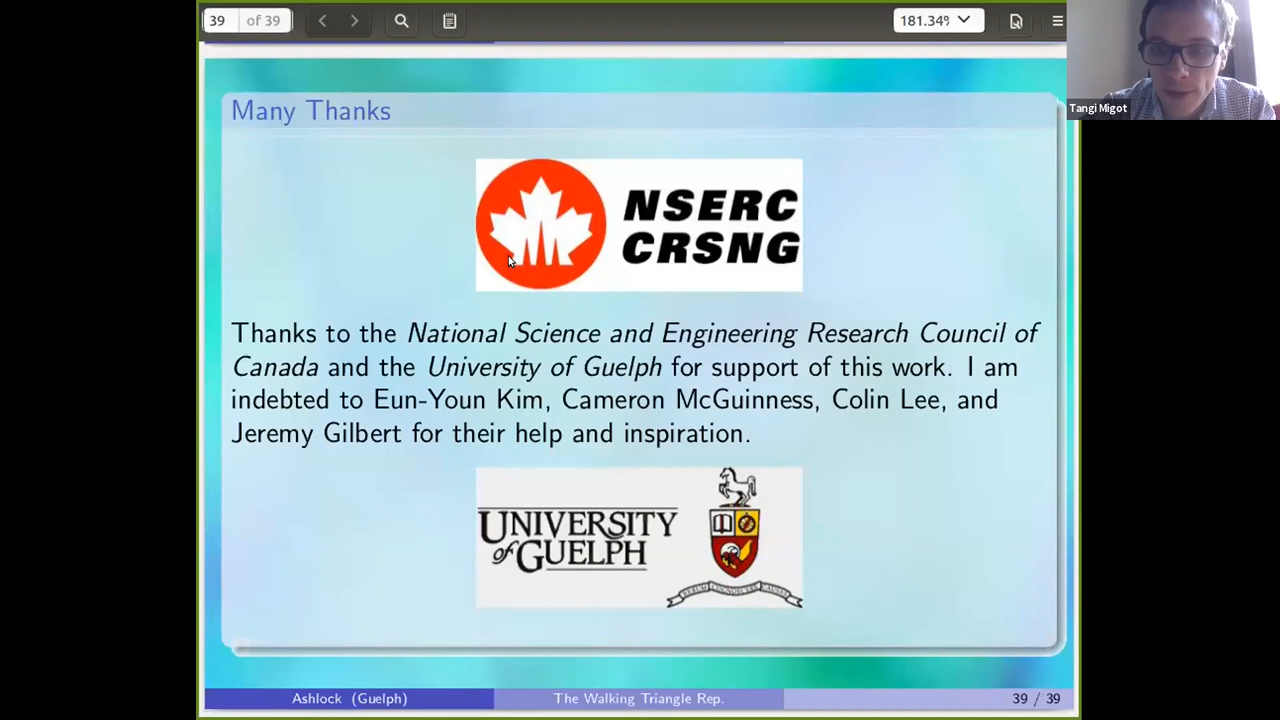 39 of 39
181.34%
Tangi Migot
Many Thanks
NSERC
CRSNG
Thanks to the National Science and Engineering Research Council of
Canada and the University of Guelph for support of this work. I am
indebted to Eun-Youn Kim, Cameron McGuinness, Colin Lee, and
Jeremy Gilbert for their help and inspiration.
UNIVERSITY
of GUELPH
Ashlock (Guelph)
The Walking Triangle Rep.
39 / 39